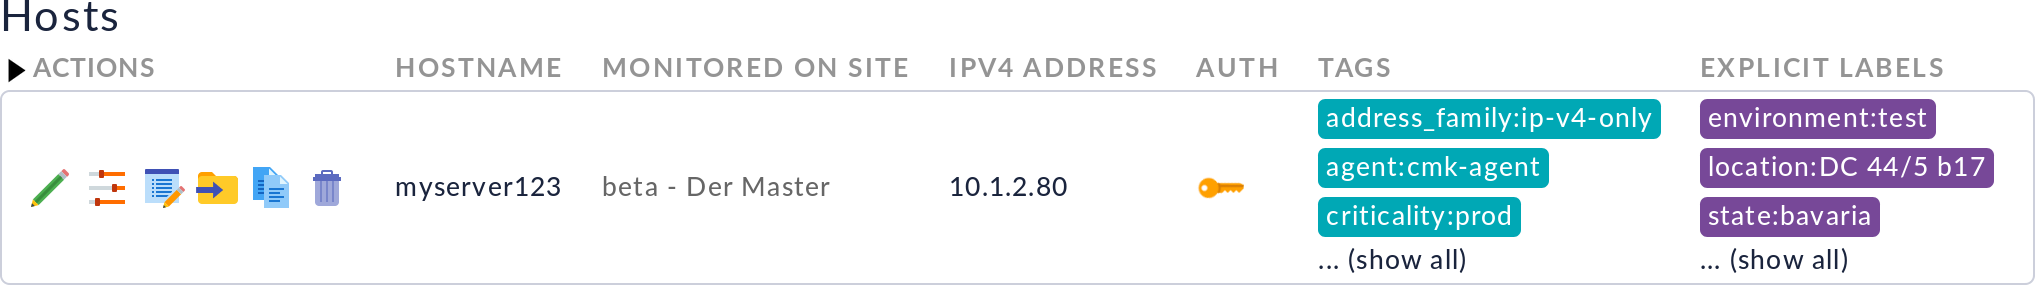 Hosts
ACTIONS HOSTNAME MONITORED ON SITE IPV4 ADDRESS AUTH TAGS EXPLICIT LABELS
address_family:ip-v4-only environment:test
myserver123 beta - Der Master 10.1.2.80 agent:cmk-agent location:DC 44/5 b17
criticality:prod state:bavaria
... (show all) ... (show all)